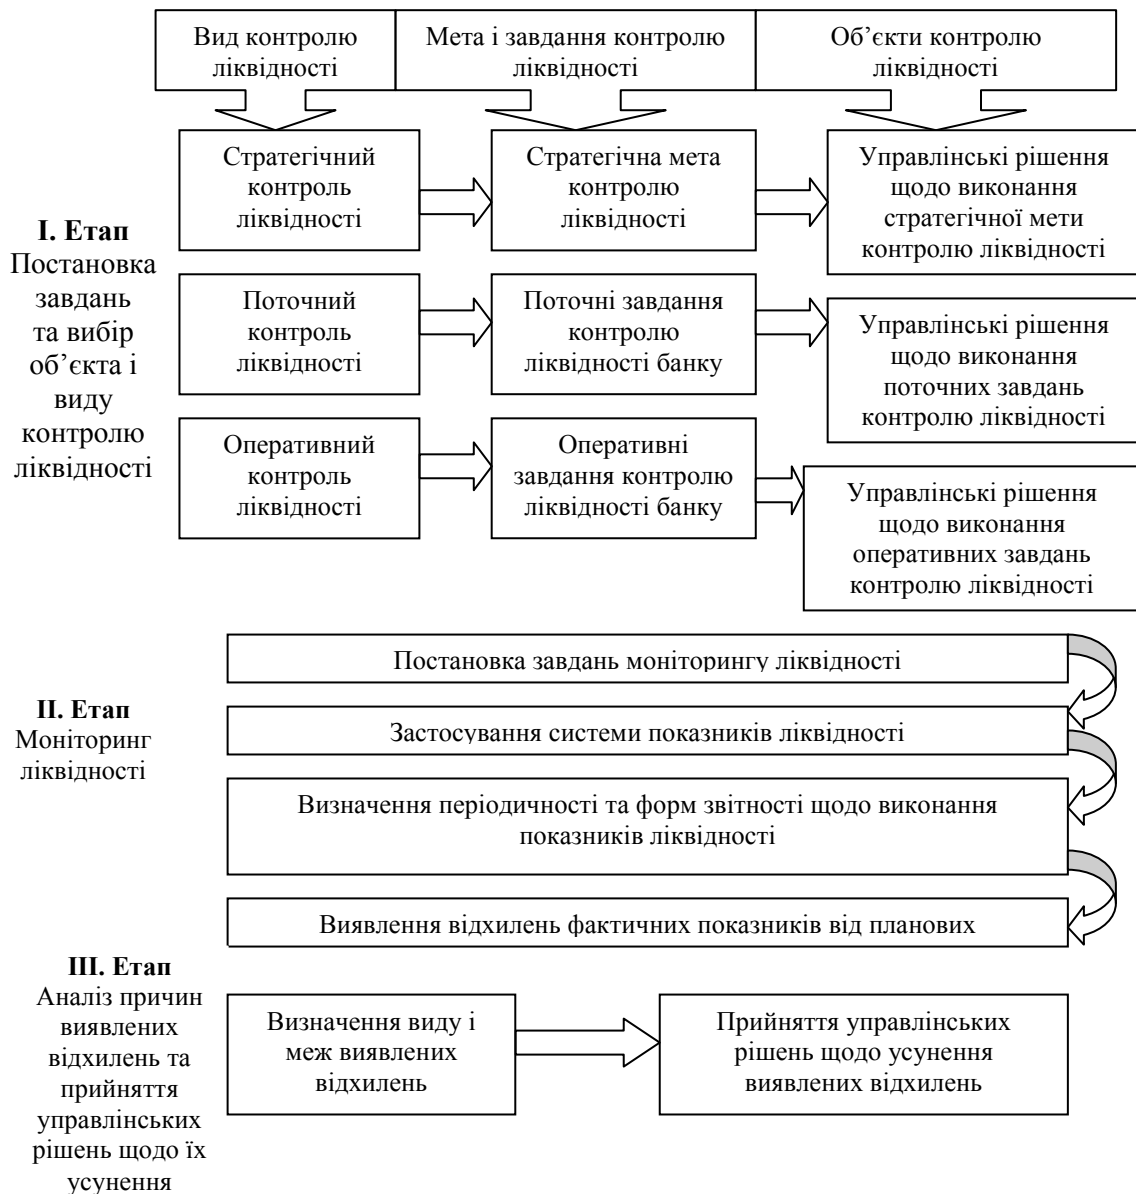 Вид контролю
ліквідності
Мета і завдання контролю
ліквідності
Об’єкти контролю
ліквідності
І. Етап
Постановка
завдань
та вибір
об’єкта і
виду
контролю
ліквідності
Стратегічний
контроль
ліквідності
Стратегічна мета
контролю
ліквідності
Управлінські рішення
щодо виконання
стратегічної мети
контролю ліквідності
Поточний
контроль
ліквідності
Поточні завдання
контролю
ліквідності банку
Управлінські рішення
щодо виконання
поточних завдань
контролю ліквідності
Оперативний
контроль
ліквідності
Оперативні
завдання контролю
ліквідності банку
Управлінські рішення
щодо виконання
оперативних завдань
контролю ліквідності
ІІ. Етап
Моніторинг
ліквідності
Постановка завдань моніторингу ліквідності
Застосування системи показників ліквідності
Визначення періодичності та форм звітності щодо виконання
показників ліквідності
Виявлення відхилень фактичних показників від планових
ІІІ. Етап
Аналіз причин
виявлених
відхилень та
прийняття
управлінських
рішень щодо їх
усунення
Визначення виду і
меж виявлених
відхилень
Прийняття управлінських
рішень щодо усунення
виявлених відхилень